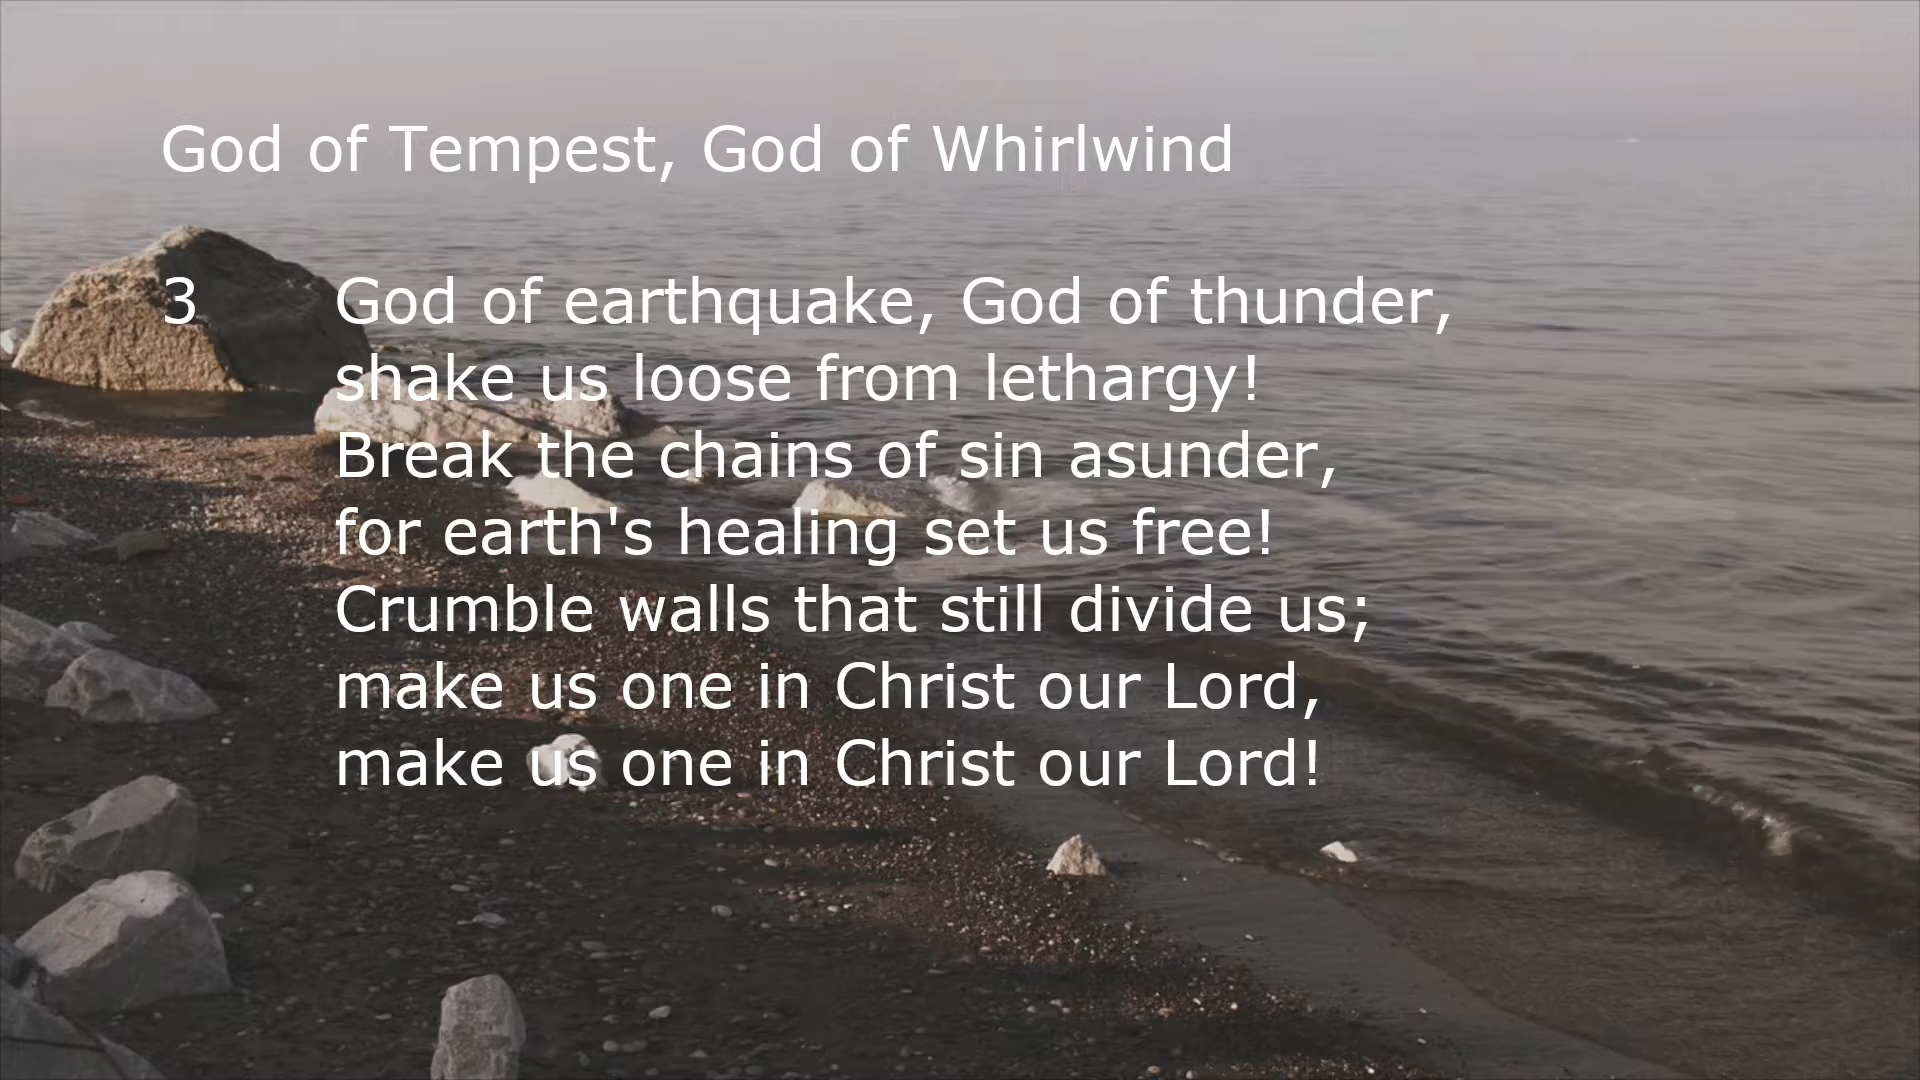 God of Tempest, God of Whirlwind
3 God of earthquake, God of thunder,
shake us loose from lethargy!
Break the chains of sin asunder,
for earth's healing set us free!
Crumble walls that still divide us;
make us one in Christ our Lord,
make us one in Christ our Lord!